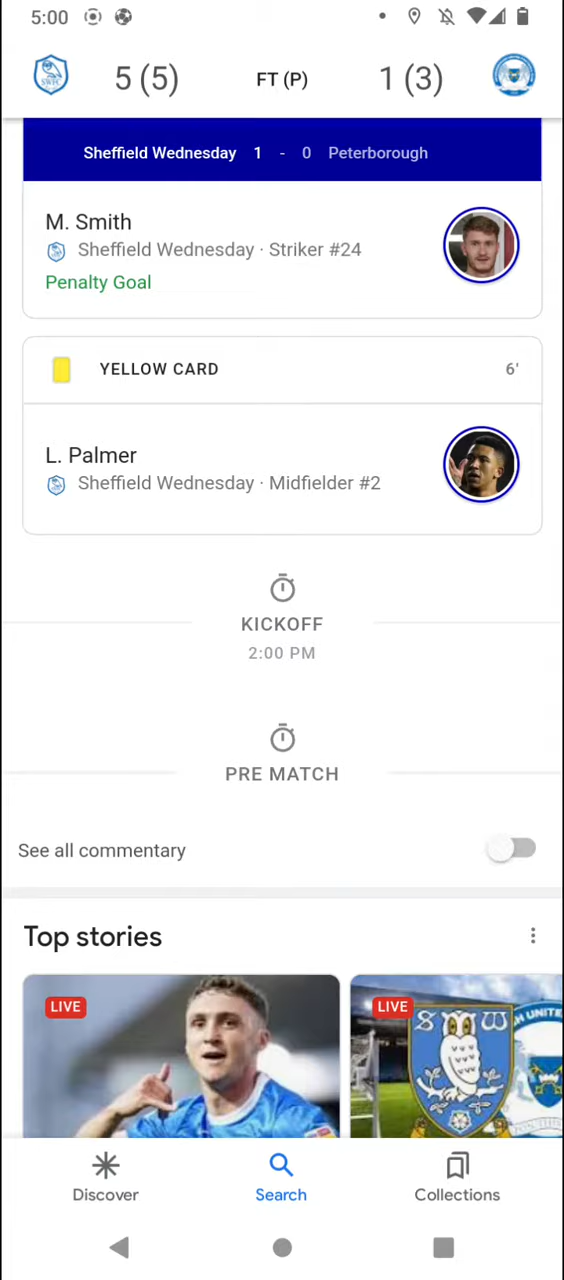 5:00
5 (5) FT (P) 1 (3)
Sheffield Wednesday 1 - 0 Peterborough
M. Smith
Sheffield Wednesday · Striker #24
Penalty Goal
YELLOW CARD 6'
L. Palmer
Sheffield Wednesday · Midfielder #2
KICKOFF
2:00 PM
PRE MATCH
See all commentary
Top stories
LIVE LIVE
S W H UNITE
Discover Search Collections